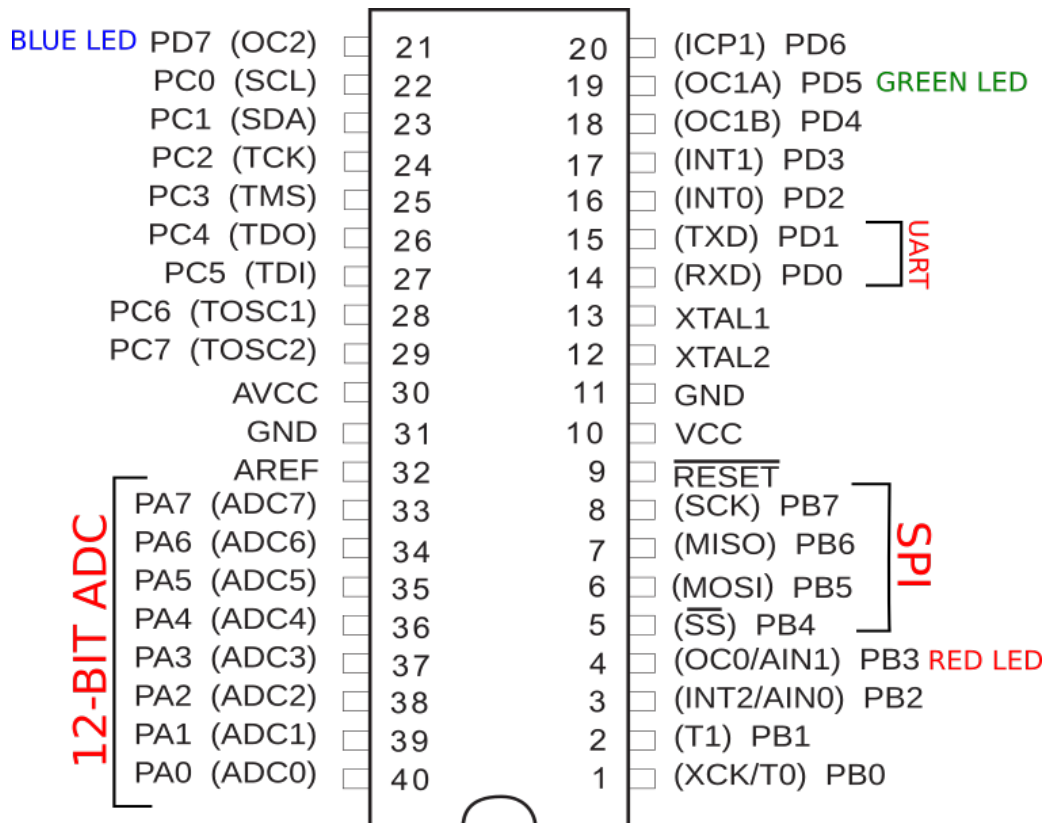 BLUE LED PD7 (OC2) 21 20 (ICP1) PD6
PC0 (SCL) 22 19 (OC1A) PD5 GREEN LED
PC1 (SDA) 23 18 (OC1B) PD4
PC2 (TCK) 24 17 (INT1) PD3
PC3 (TMS) 25 16 (INT0) PD2
PC4 (TDO) 26 15 (TXD) PD1
PC5 (TDI) 27 14 (RXD) PD0
UART
PC6 (TOSC1) 28 13 XTAL1
PC7 (TOSC2) 29 12 XTAL2
AVCC 30 11 GND
GND 31 10 VCC
AREF 32 9 RESET
PA7 (ADC7) 33 8 (SCK) PB7
PA6 (ADC6) 34 7 (MISO) PB6
PA5 (ADC5) 35 6 (MOSI) PB5
PA4 (ADC4) 36 5 (SS) PB4
SPI
PA3 (ADC3) 37 4 (OC0/AIN1) PB3 RED LED
PA2 (ADC2) 38 3 (INT2/AIN0) PB2
PA1 (ADC1) 39 2 (T1) PB1
PA0 (ADC0) 40 1 (XCK/T0) PB0
12-BIT ADC